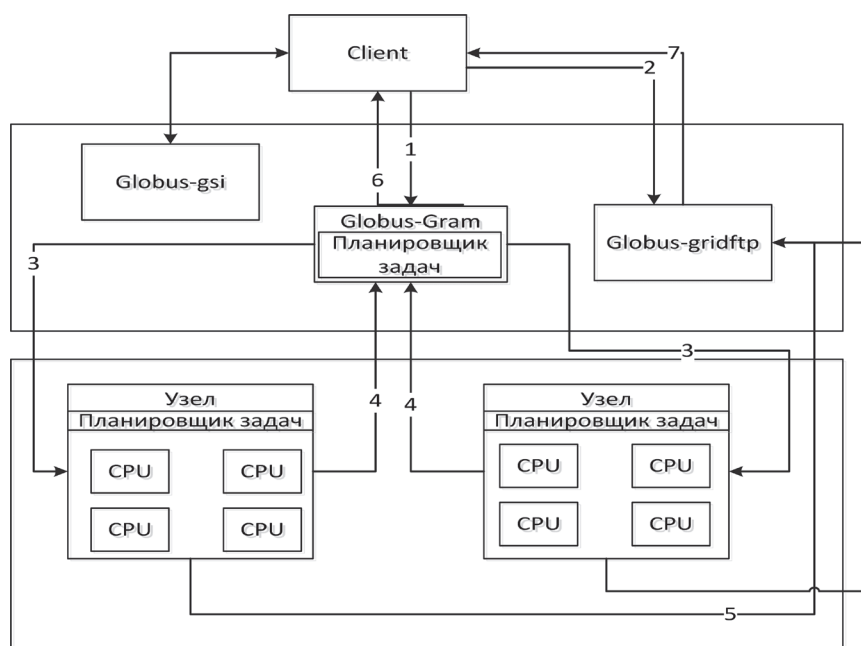 Client
7
2
Globus-gsi
1
6
Globus-Gram
Планировщик
задач
Globus-gridftp
3
3
Узел
Планировщик задач
CPU
CPU
CPU
CPU
4
4
Узел
Планировщик задач
CPU
CPU
CPU
CPU
5